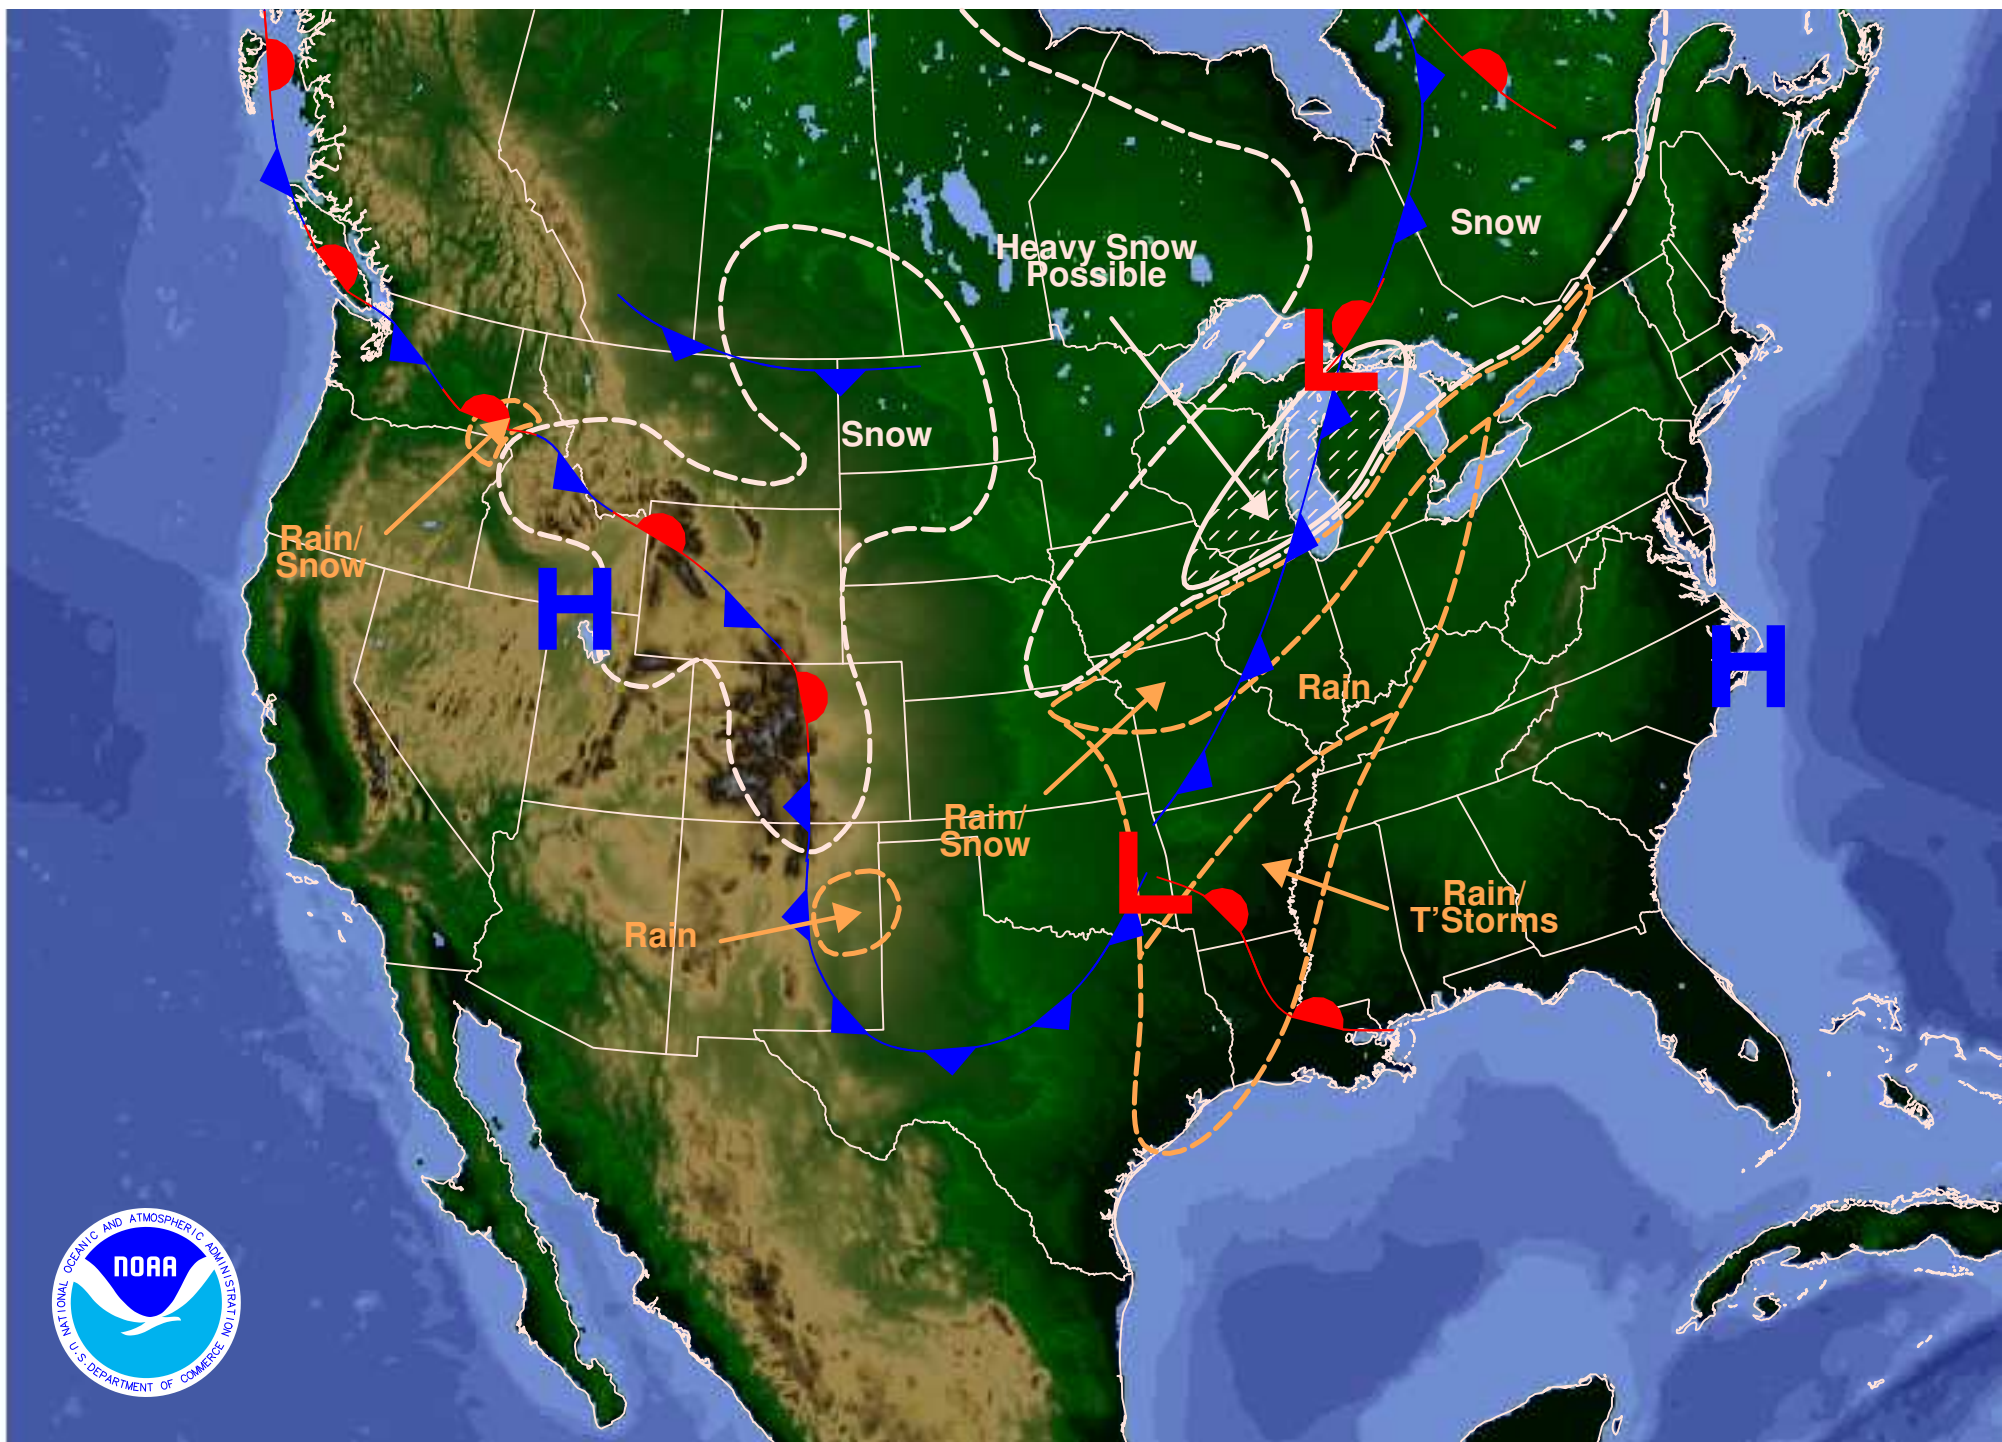 Snow
Heavy Snow
Possible
L
Snow
Rain/
Snow
H
H
Rain
Rain/
Snow
L
Rain/
T'Storms
Rain
NATIONAL OCEANIC AND ATMOSPHERIC ADMINISTRATION
NOAA
U.S. DEPARTMENT OF COMMERCE